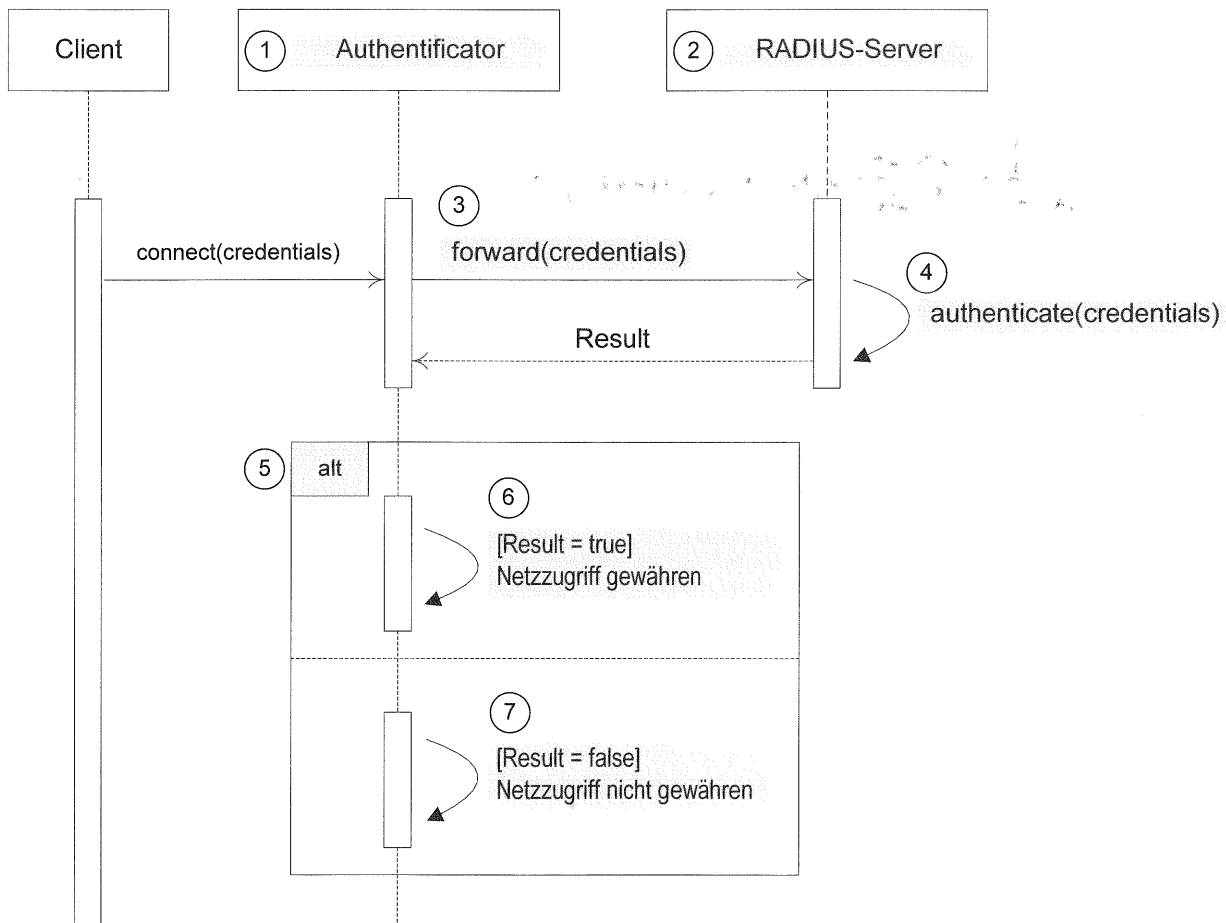 Client
1 Authentificator
2 RADIUS-Server
3
connect(credentials)
forward(credentials)
4
authenticate(credentials)
Result
5 alt
6
[Result = true]
Netzzugriff gewähren
7
[Result = false]
Netzzugriff nicht gewähren